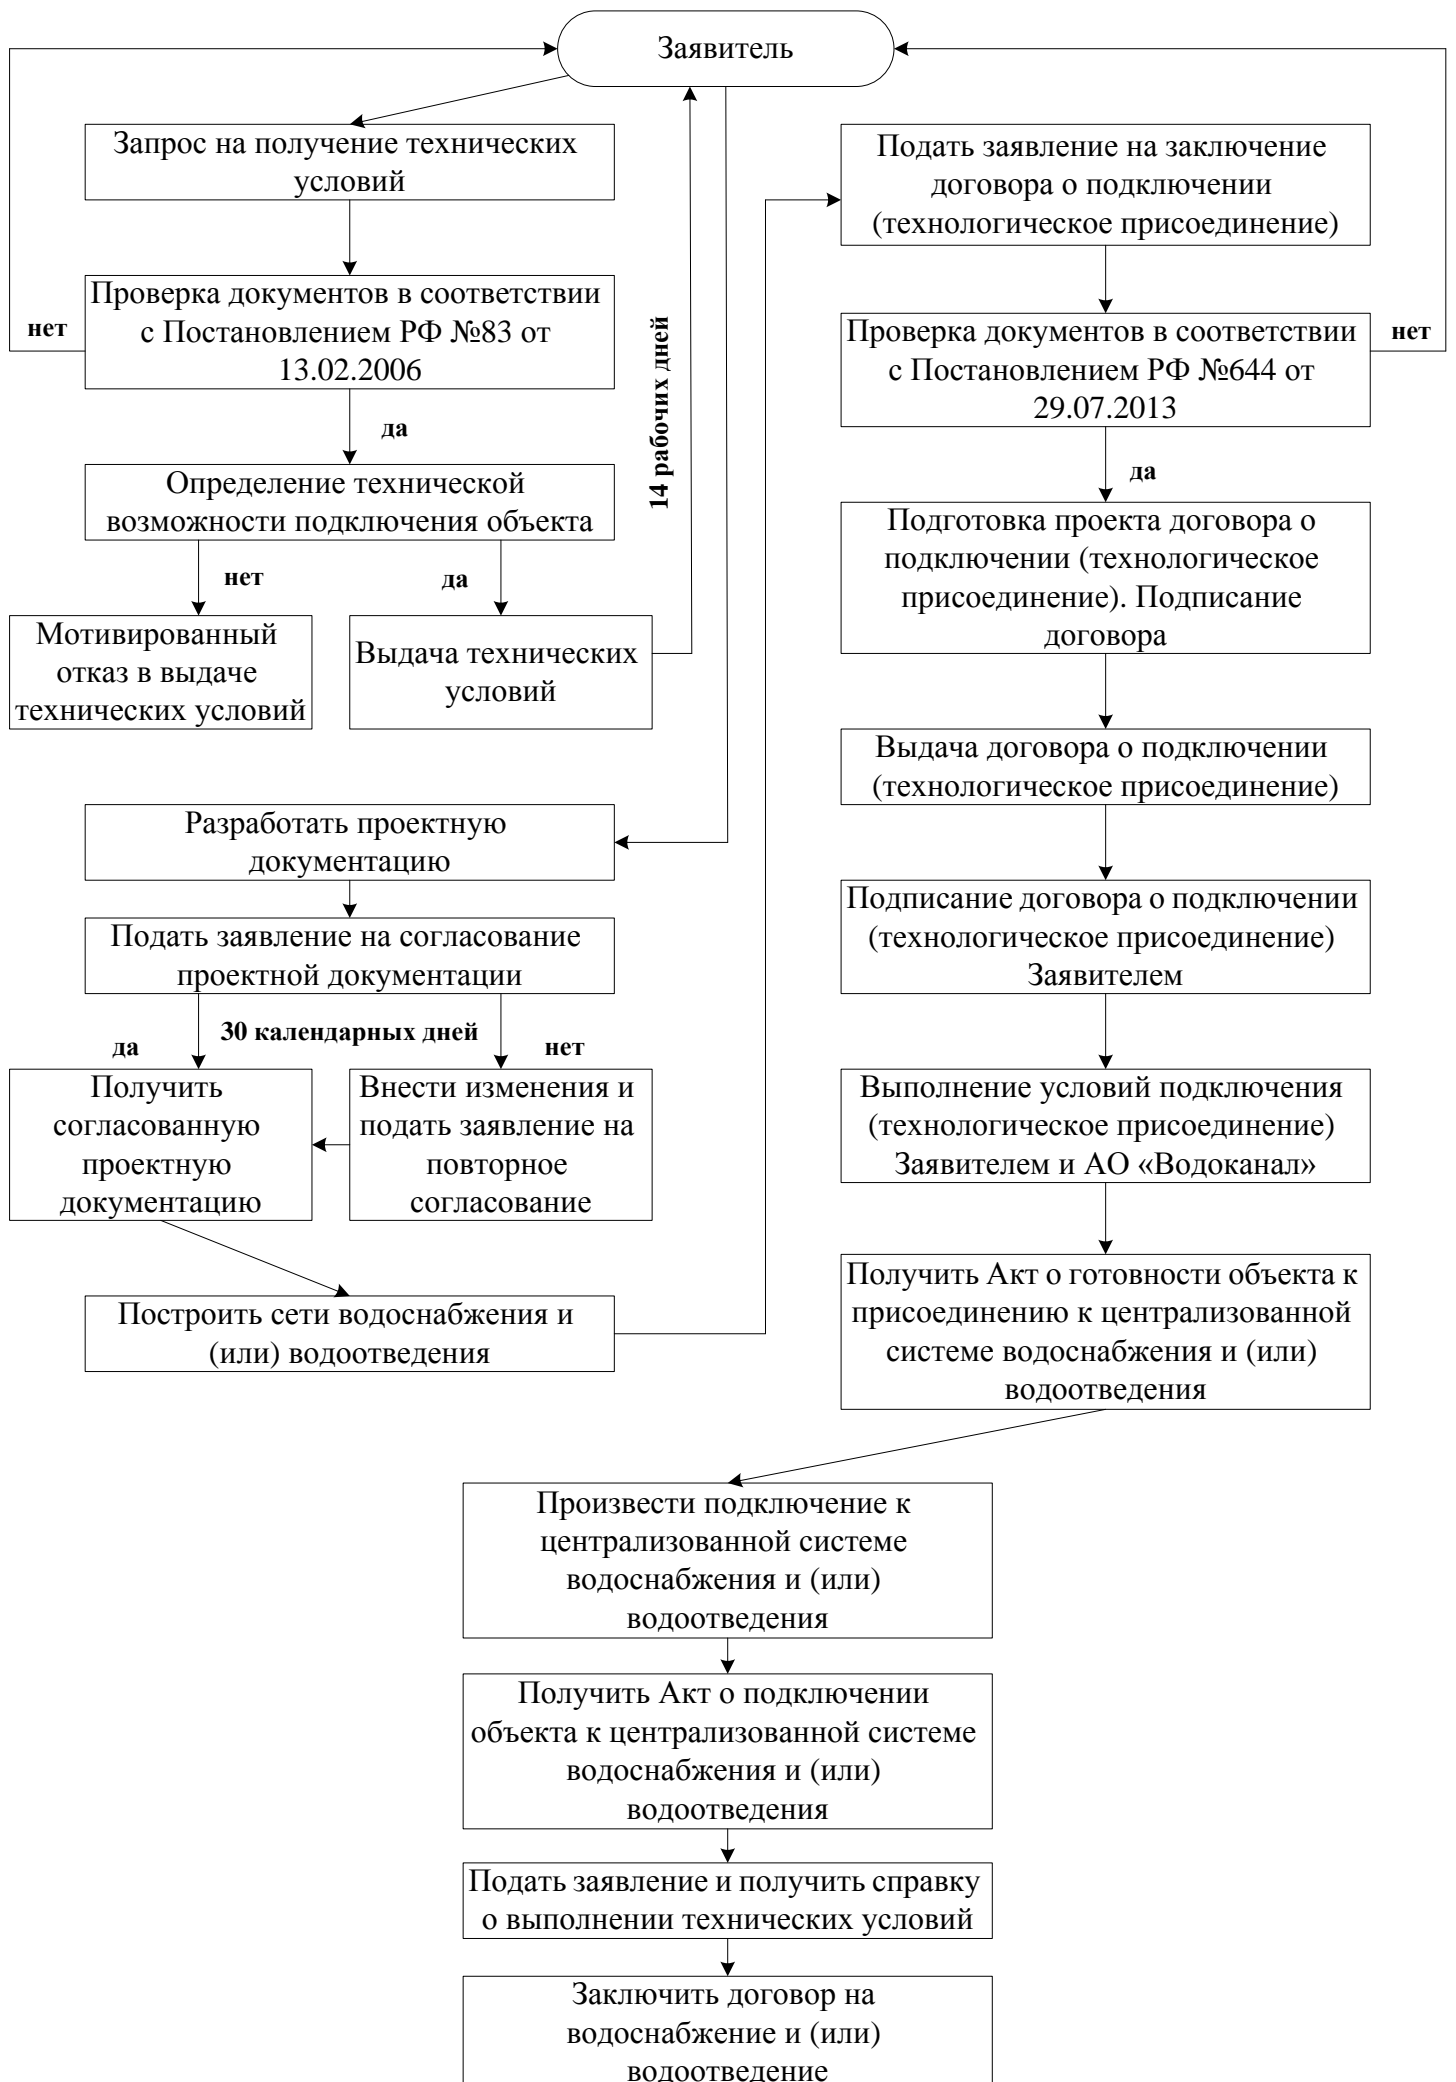 Заявитель
Запрос на получение технических
условий
Проверка документов в соответствии
с Постановлением РФ №83 от
13.02.2006
нет
да
Определение технической
возможности подключения объекта
нет
да
Мотивированный
отказ в выдаче
технических условий
Выдача технических
условий
14 рабочих дней
Разработать проектную
документацию
Подать заявление на согласование
проектной документации
30 календарных дней
да
нет
Получить
согласованную
проектную
документацию
Внести изменения и
подать заявление на
повторное
согласование
Построить сети водоснабжения и
(или) водоотведения
Подать заявление на заключение
договора о подключении
(технологическое присоединение)
Проверка документов в соответствии
с Постановлением РФ №644 от
29.07.2013
нет
да
Подготовка проекта договора о
подключении (технологическое
присоединение). Подписание
договора
Выдача договора о подключении
(технологическое присоединение)
Подписание договора о подключении
(технологическое присоединение)
Заявителем
Выполнение условий подключения
(технологическое присоединение)
Заявителем и АО «Водоканал»
Получить Акт о готовности объекта к
присоединению к централизованной
системе водоснабжения и (или)
водоотведения
Произвести подключение к
централизованной системе
водоснабжения и (или)
водоотведения
Получить Акт о подключении
объекта к централизованной системе
водоснабжения и (или)
водоотведения
Подать заявление и получить справку
о выполнении технических условий
Заключить договор на
водоснабжение и (или)
водоотведение